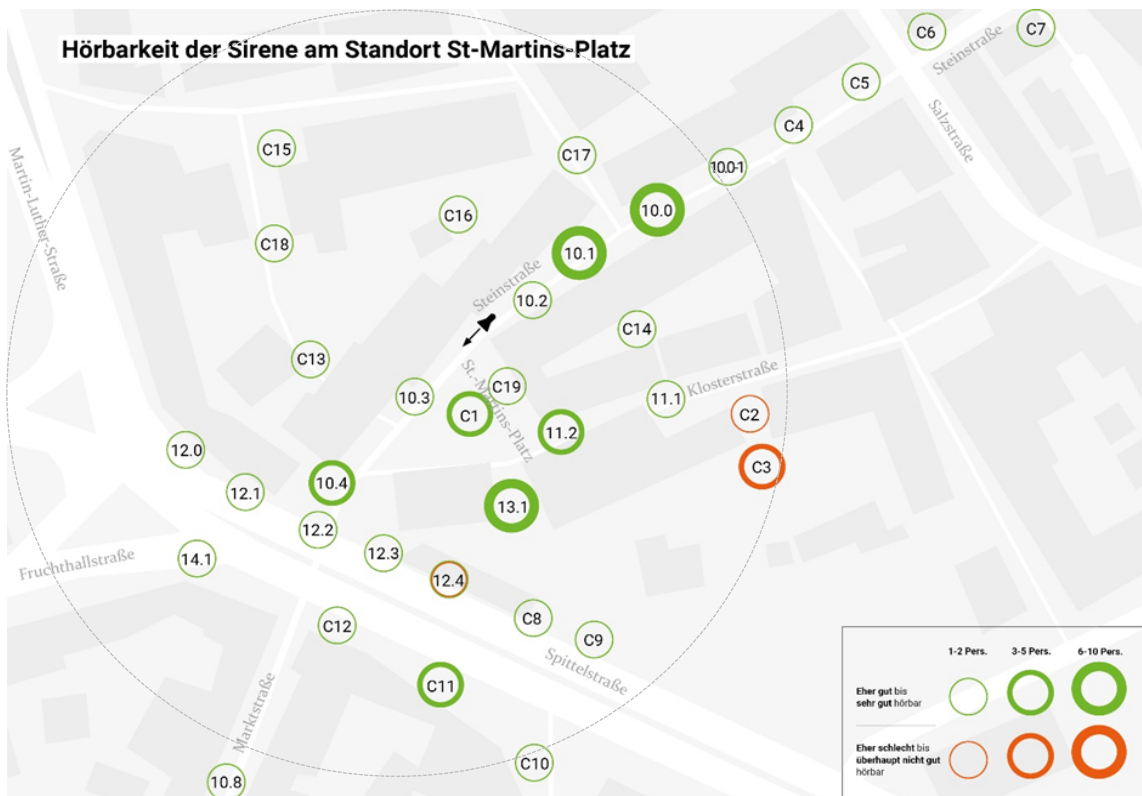 Hörbarkeit der Sirene am Standort St-Martins-Platz
C6
C7
Steinstraße
C5
Salzstraße
C4
C15
C17
10.0-1
Martin-Luther-Straße
C16
10.0
C18
10.1
Steinstraße
10.2
C14
C13
St.-Martins-Platz
C19
10.3
Klosterstraße
11.1
C1
C2
11.2
12.0
C3
10.4
12.1
13.1
12.2
12.3
14.1
Fruchthallstraße
12.4
C8
C12
C9
Spittelstraße
C11
Marktstraße
C10
10.8
1-2 Pers. 3-5 Pers. 6-10 Pers.
Eher gut bis
sehr gut hörbar
Eher schlecht bis
überhaupt nicht gut
hörbar